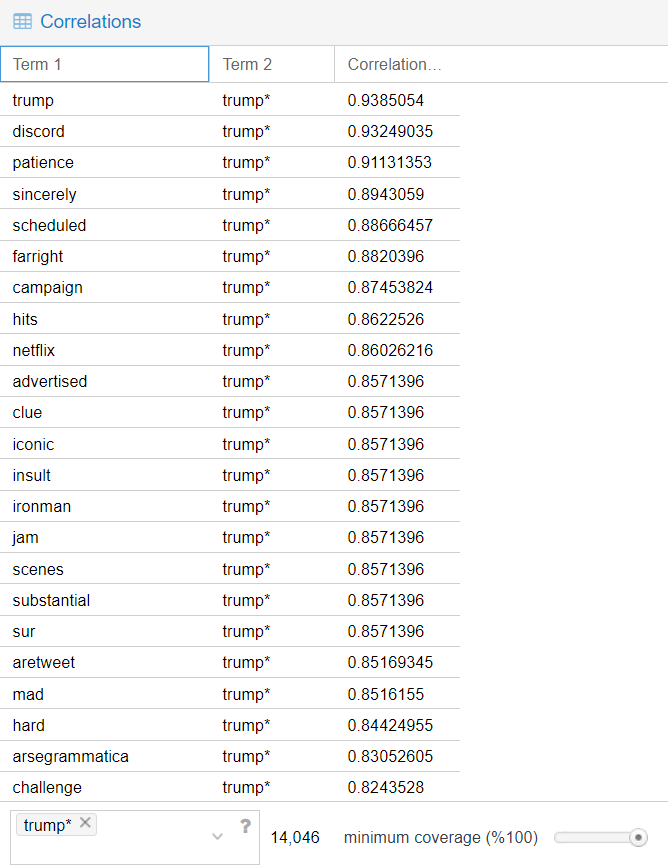 Correlations
Term 1 Term 2 Correlation…
trump trump* 0.9385054
discord trump* 0.93249035
patience trump* 0.91131353
sincerely trump* 0.8943059
scheduled trump* 0.88666457
farright trump* 0.8820396
campaign trump* 0.87453824
hits trump* 0.8622526
netflix trump* 0.86026216
advertised trump* 0.8571396
clue trump* 0.8571396
iconic trump* 0.8571396
insult trump* 0.8571396
ironman trump* 0.8571396
jam trump* 0.8571396
scenes trump* 0.8571396
substantial trump* 0.8571396
sur trump* 0.8571396
aretweet trump* 0.85169345
mad trump* 0.8516155
hard trump* 0.84424955
arsegrammatica trump* 0.83052605
challenge trump* 0.8243528
trump* ✕ ? 14,046 minimum coverage (%100)